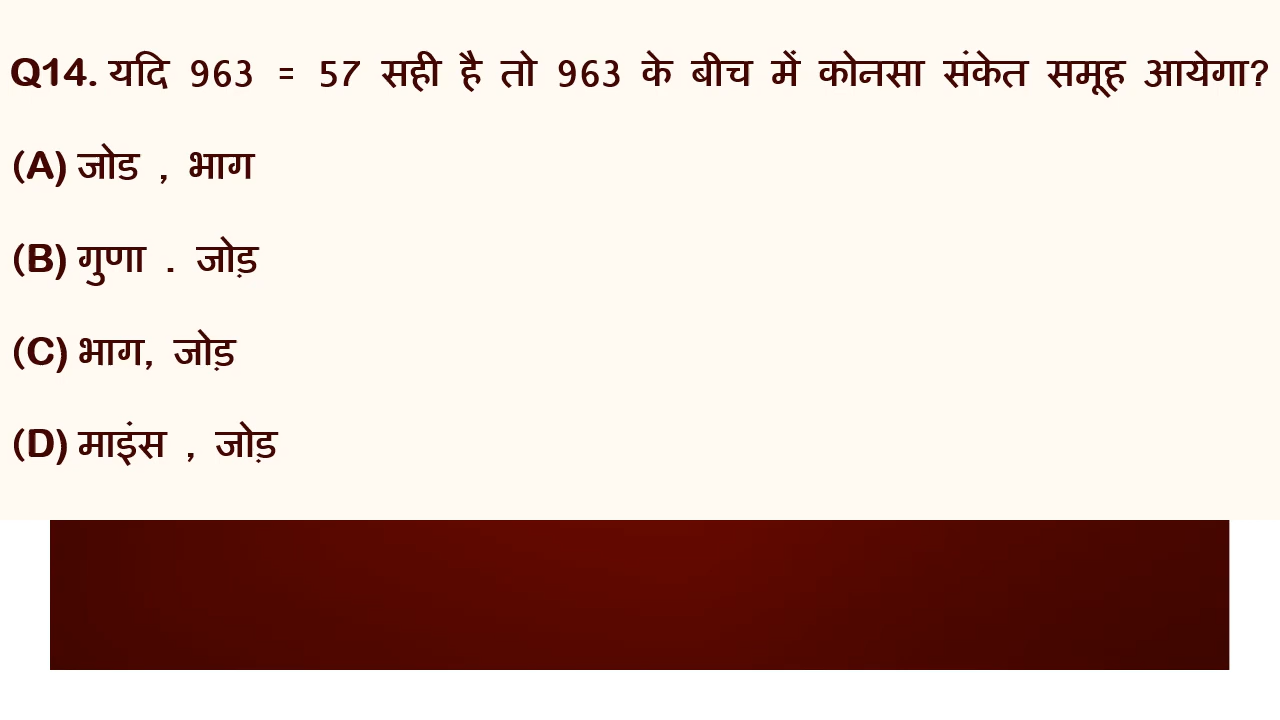 Q14. यदि 963 = 57 सही है तो 963 के बीच में कोनसा संकेत समूह आयेगा?
(A) जोड , भाग
(B) गुणा . जोड़
(C) भाग, जोड़
(D) माइंस , जोड़